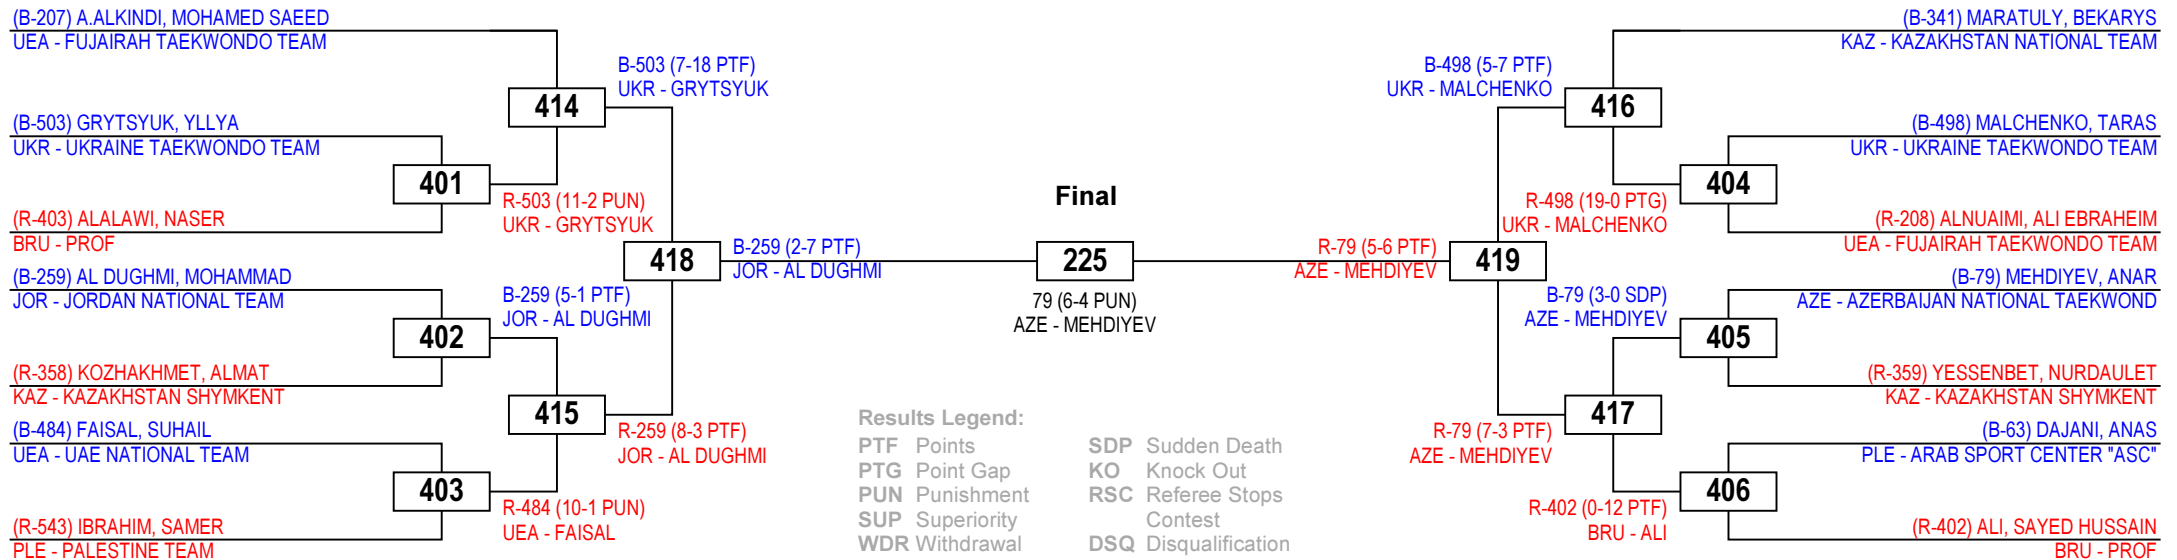 (B-207) A.ALKINDI, MOHAMED SAEED
UEA - FUJAIRAH TAEKWONDO TEAM
414
B-503 (7-18 PTF)
UKR - GRYTSYUK
(B-503) GRYTSYUK, YLLYA
UKR - UKRAINE TAEKWONDO TEAM
401
R-503 (11-2 PUN)
UKR - GRYTSYUK
(R-403) ALALAWI, NASER
BRU - PROF
418
B-259 (2-7 PTF)
JOR - AL DUGHMI
(B-259) AL DUGHMI, MOHAMMAD
JOR - JORDAN NATIONAL TEAM
402
B-259 (5-1 PTF)
JOR - AL DUGHMI
(R-358) KOZHAKHMET, ALMAT
KAZ - KAZAKHSTAN SHYMKENT
415
R-259 (8-3 PTF)
JOR - AL DUGHMI
(B-484) FAISAL, SUHAIL
UEA - UAE NATIONAL TEAM
403
R-484 (10-1 PUN)
UEA - FAISAL
(R-543) IBRAHIM, SAMER
PLE - PALESTINE TEAM
Final
225
79 (6-4 PUN)
AZE - MEHDIYEV
Results Legend:
PTF Points
PTG Point Gap
PUN Punishment
SUP Superiority
WDR Withdrawal
SDP Sudden Death
KO Knock Out
RSC Referee Stops
Contest
DSQ Disqualification
(B-341) MARATULY, BEKARYS
KAZ - KAZAKHSTAN NATIONAL TEAM
B-498 (5-7 PTF)
UKR - MALCHENKO
416
(B-498) MALCHENKO, TARAS
UKR - UKRAINE TAEKWONDO TEAM
404
R-498 (19-0 PTG)
UKR - MALCHENKO
(R-208) ALNUAIMI, ALI EBRAHEIM
UEA - FUJAIRAH TAEKWONDO TEAM
R-79 (5-6 PTF)
AZE - MEHDIYEV
419
(B-79) MEHDIYEV, ANAR
AZE - AZERBAIJAN NATIONAL TAEKWOND
B-79 (3-0 SDP)
AZE - MEHDIYEV
405
(R-359) YESSENBET, NURDAULET
KAZ - KAZAKHSTAN SHYMKENT
417
R-79 (7-3 PTF)
AZE - MEHDIYEV
(B-63) DAJANI, ANAS
PLE - ARAB SPORT CENTER "ASC"
406
R-402 (0-12 PTF)
BRU - ALI
(R-402) ALI, SAYED HUSSAIN
BRU - PROF